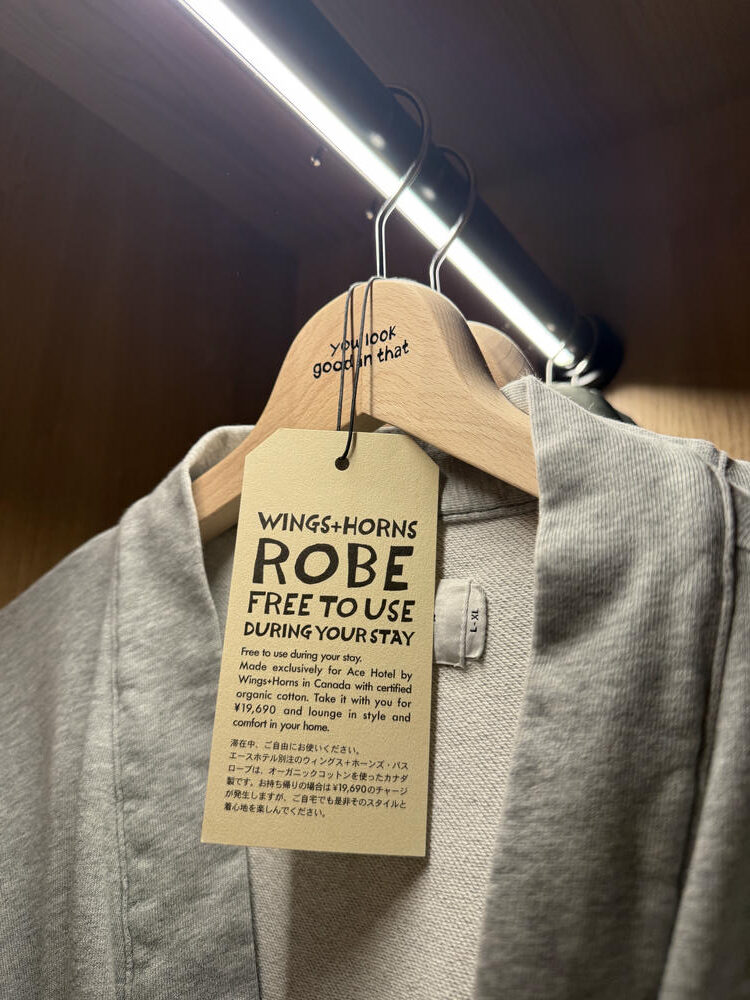 you look
good in that
WINGS+HORNS
ROBE
FREE TO USE
DURING YOUR STAY
Free to use during your stay.
Made exclusively for Ace Hotel by
Wings+Horns in Canada with certified
organic cotton. Take it with you for
¥19,690 and lounge in style and
comfort in your home.
滞在中、ご自由にお使いください。
エースホテル別注のウィングス+ホーンズ・バス
ローブは、オーガニックコットンを使ったカナダ
製です。お持ち帰りの場合は¥19,690のチャージ
が発生しますが、ご自宅でも是非そのスタイルと
着心地を楽しんでください。
L - XL